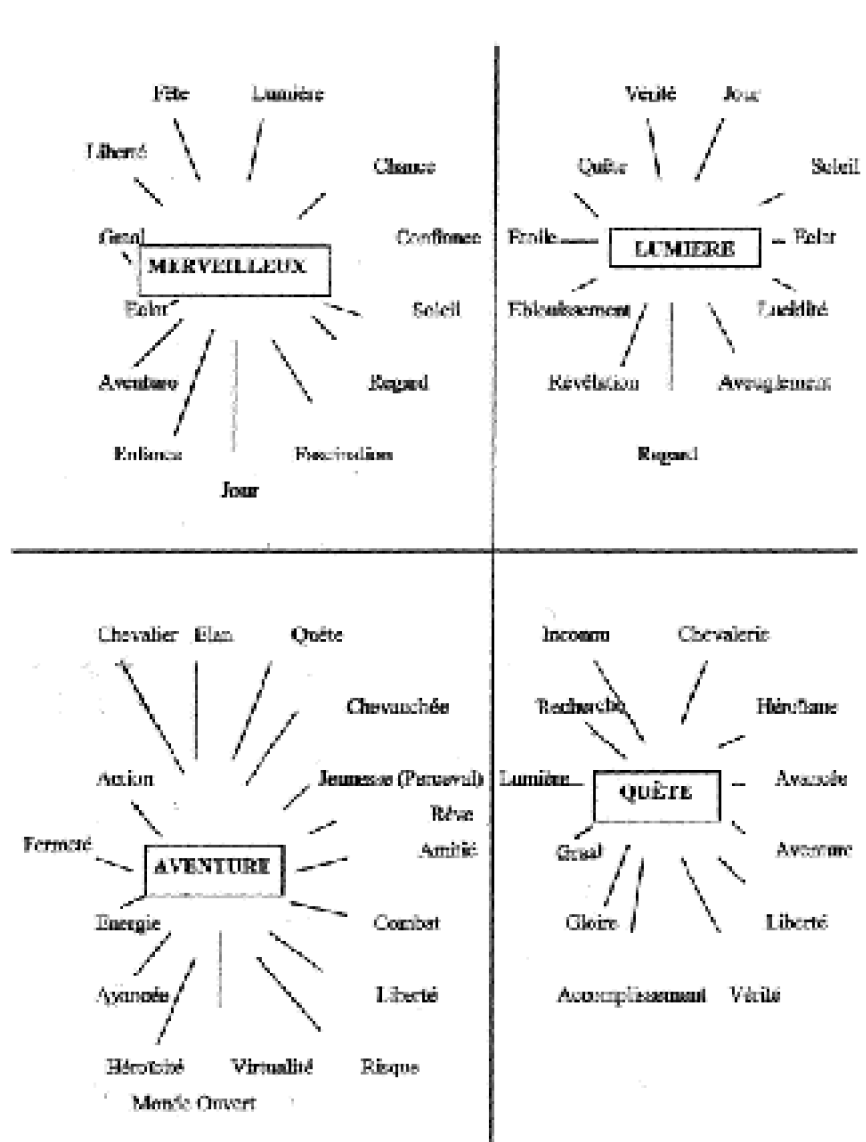 Fête Lumière
Liberté
Chance
Graal
Confiance
MERVEILLEUX
Eclat
Soleil
Aventure
Regard
Enfance
Fascination
Jour
Vérité Jour
Quête
Soleil
Etoile
LUMIERE
Eclat
Eblouissement
Lucidité
Révélation
Aveuglement
Regard
Chevalier Elan Quête
Chevauchée
Action
Jeunesse (Perceval)
Rêve
Fermeté
Amitié
AVENTURE
Energie
Combat
Avancée
Liberté
Héroïcité Virtualité Risque
Monde Ouvert
Inconnu Chevalerie
Recherche
Héroïsme
Lumière
QUÊTE
Avancée
Graal
Aventure
Gloire
Liberté
Accomplissement Vérité